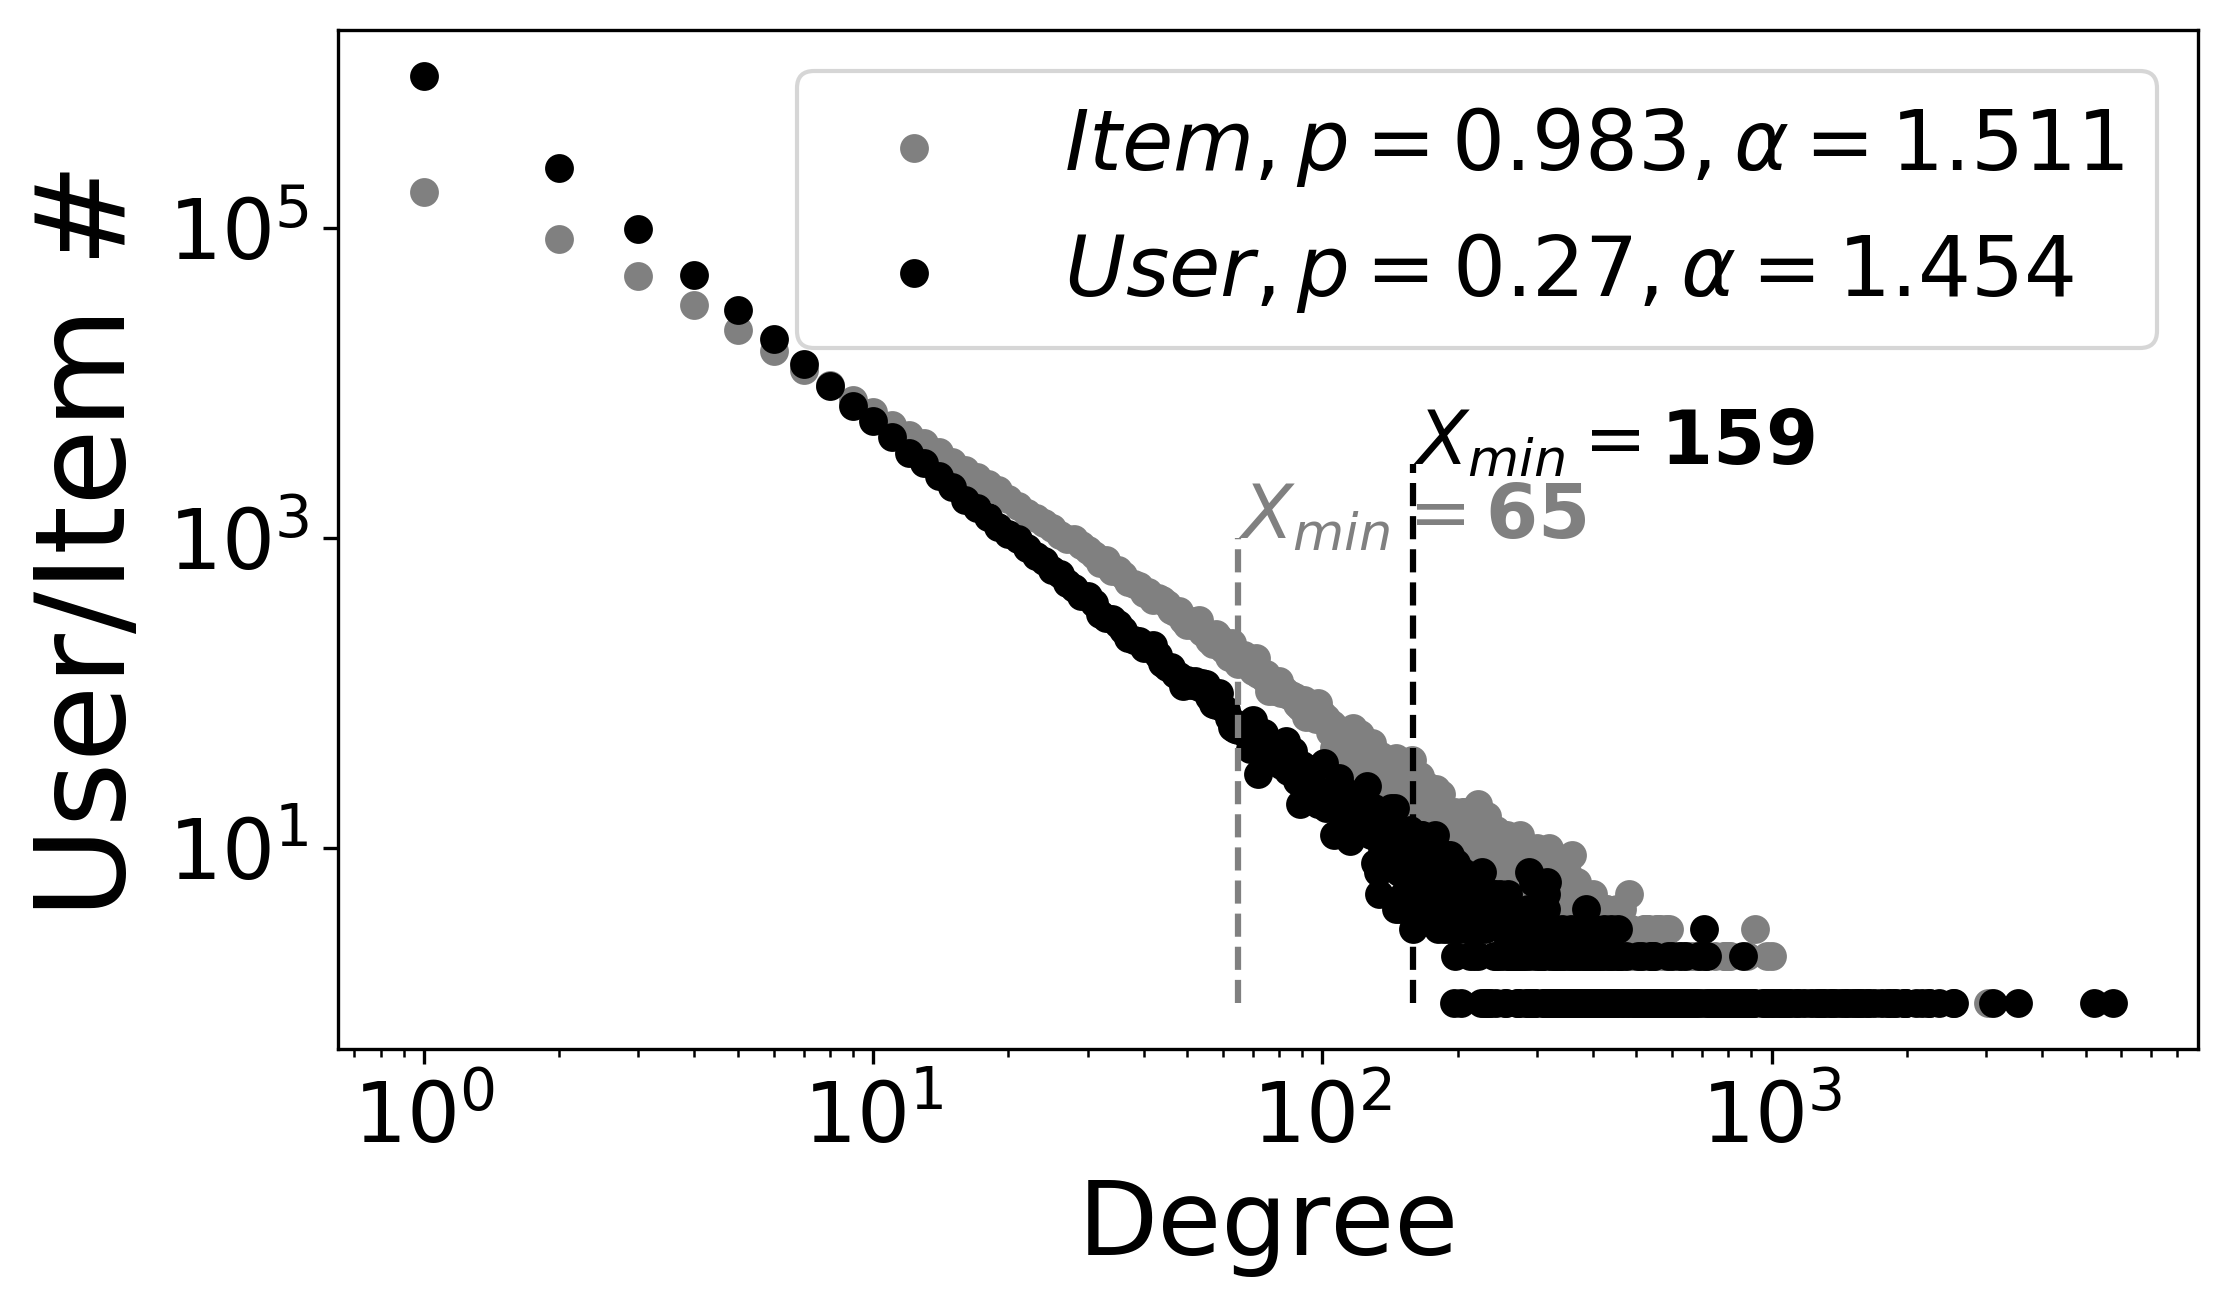 User/Item #
10^5
10^3
10^1
Item, p = 0.983, α = 1.511
User, p = 0.27, α = 1.454
X_min = 159
X_min = 65
10^0 10^1 10^2 10^3
Degree